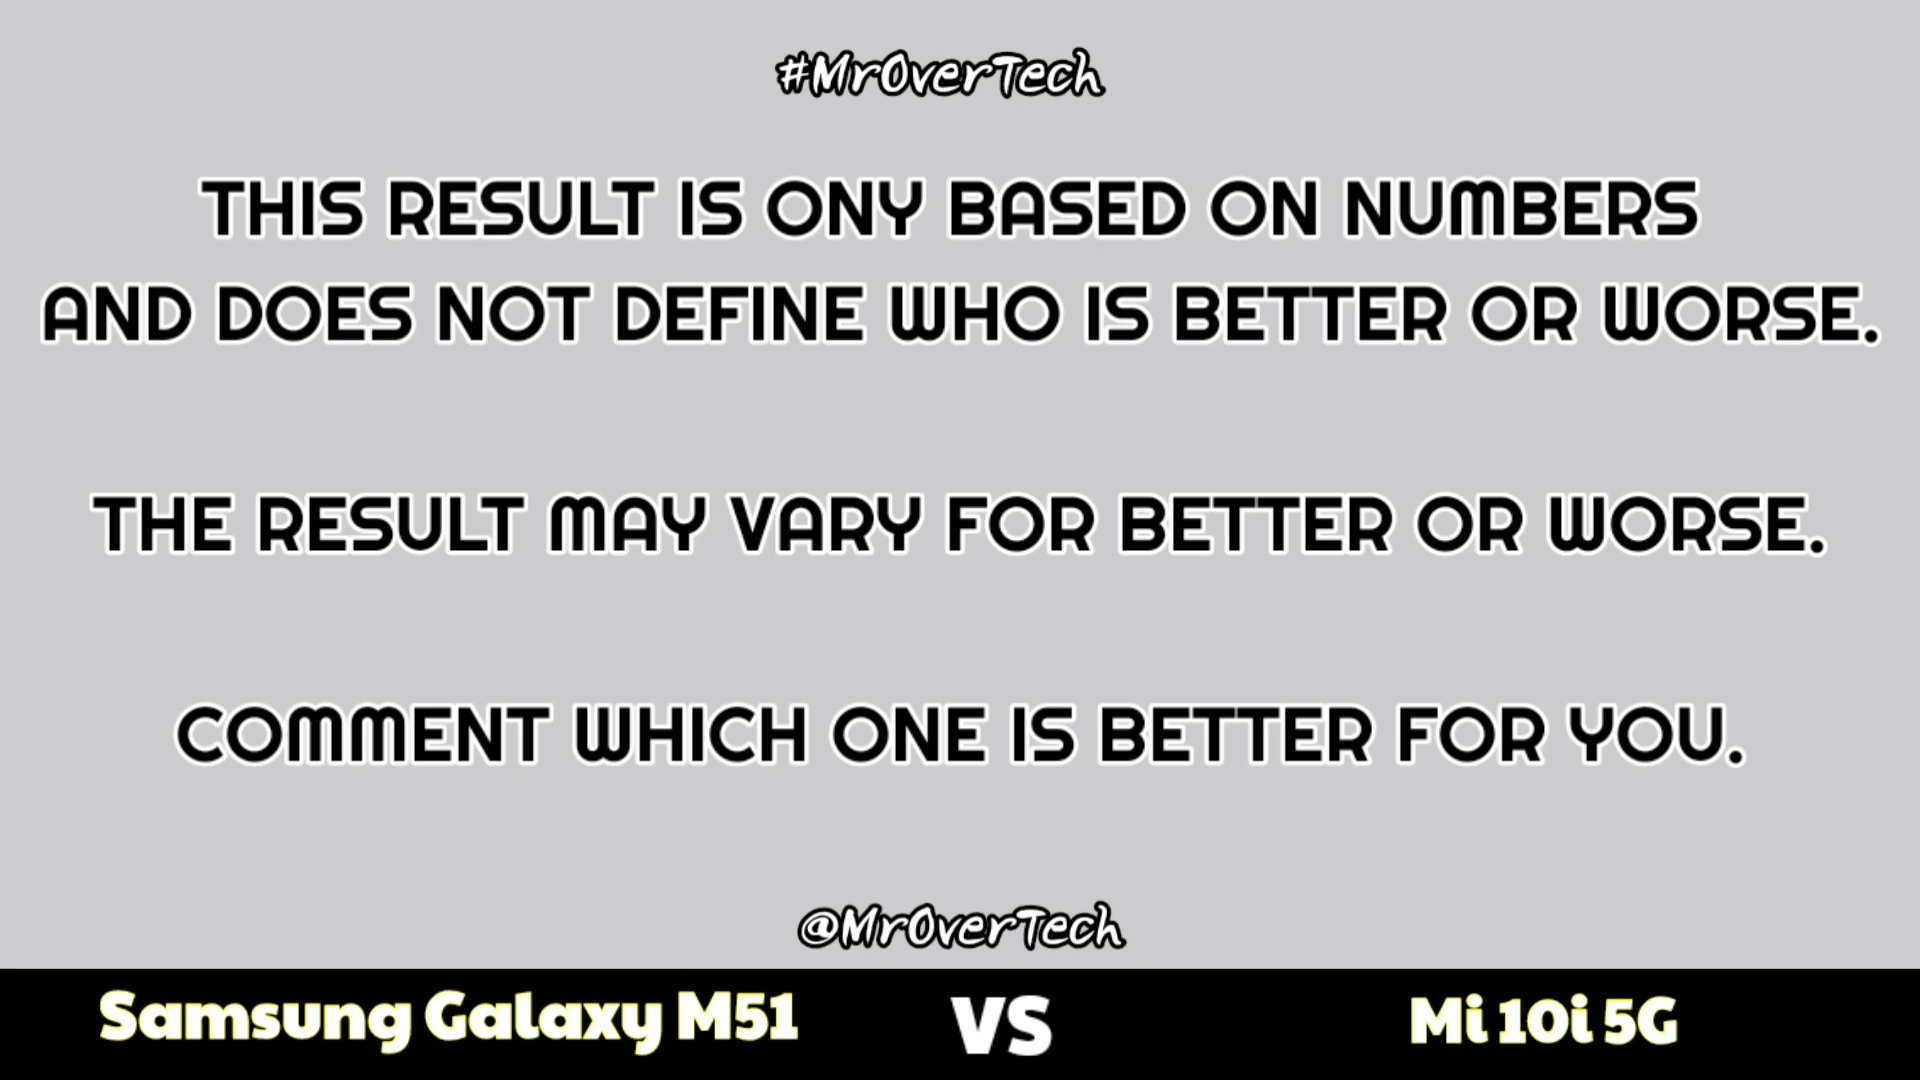 #MrOverTech
THIS RESULT IS ONY BASED ON NUMBERS
AND DOES NOT DEFINE WHO IS BETTER OR WORSE.
THE RESULT MAY VARY FOR BETTER OR WORSE.
COMMENT WHICH ONE IS BETTER FOR YOU.
@MrOverTech
Samsung Galaxy M51 VS Mi 10i 5G